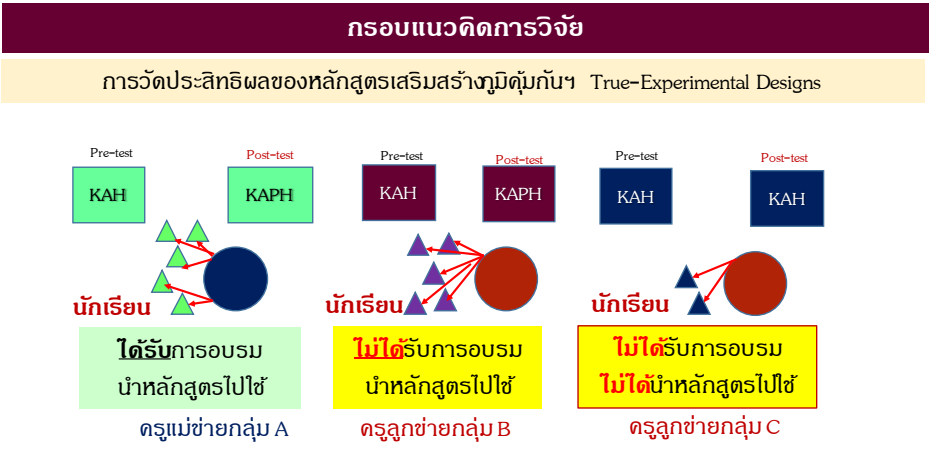 กรอบแนวคิดการวิจัย
การวัดประสิทธิผลของหลักสูตรเสริมสร้างภูมิคุ้มกันฯ True-Experimental Designs
Pre-test
Post-test
Pre-test
Post-test
Pre-test
Post-test
KAH
KAPH
KAH
KAPH
KAH
KAH
นักเรียน
นักเรียน
นักเรียน
ได้รับการอบรม
นำหลักสูตรไปใช้
ไม่ได้รับการอบรม
นำหลักสูตรไปใช้
ไม่ได้รับการอบรม
ไม่ได้นำหลักสูตรไปใช้
ครูแม่ข่ายกลุ่ม A
ครูลูกข่ายกลุ่ม B
ครูลูกข่ายกลุ่ม C